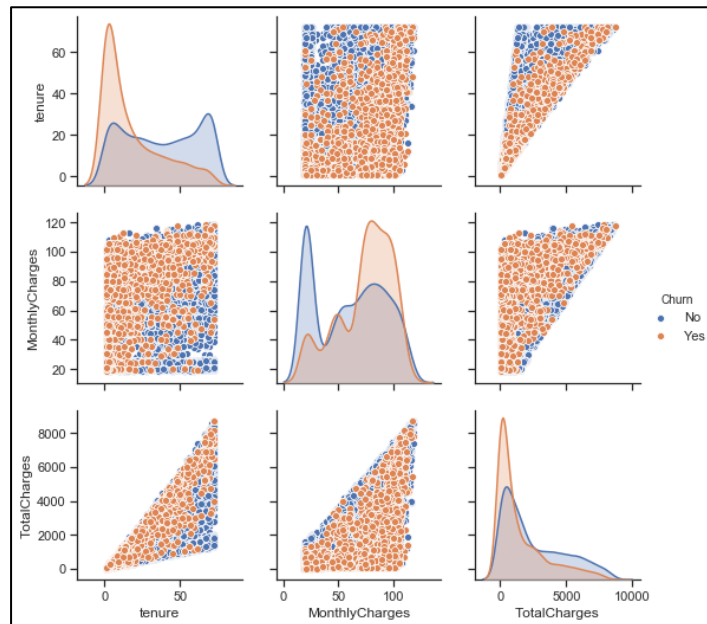 60
40
20
0
tenure
120
100
80
60
40
20
MonthlyCharges
Churn
No
Yes
8000
6000
4000
2000
0
TotalCharges
0 50
tenure
0 50 100
MonthlyCharges
0 5000 10000
TotalCharges